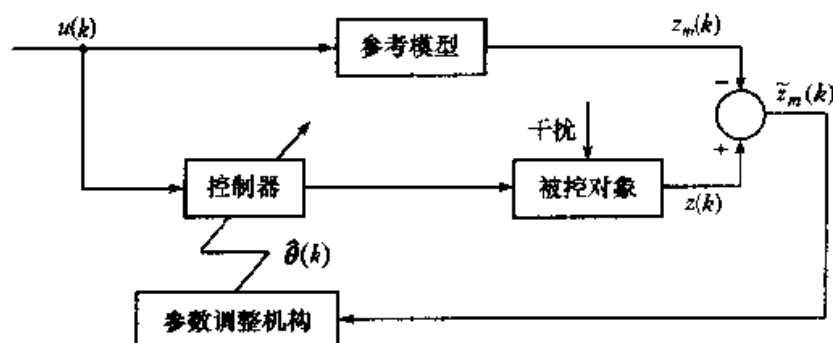 u(k)
参考模型
z_m(k)
−
z̃_m(k)
干扰
+
控制器
被控对象
z(k)
θ̂(k)
参数调整机构